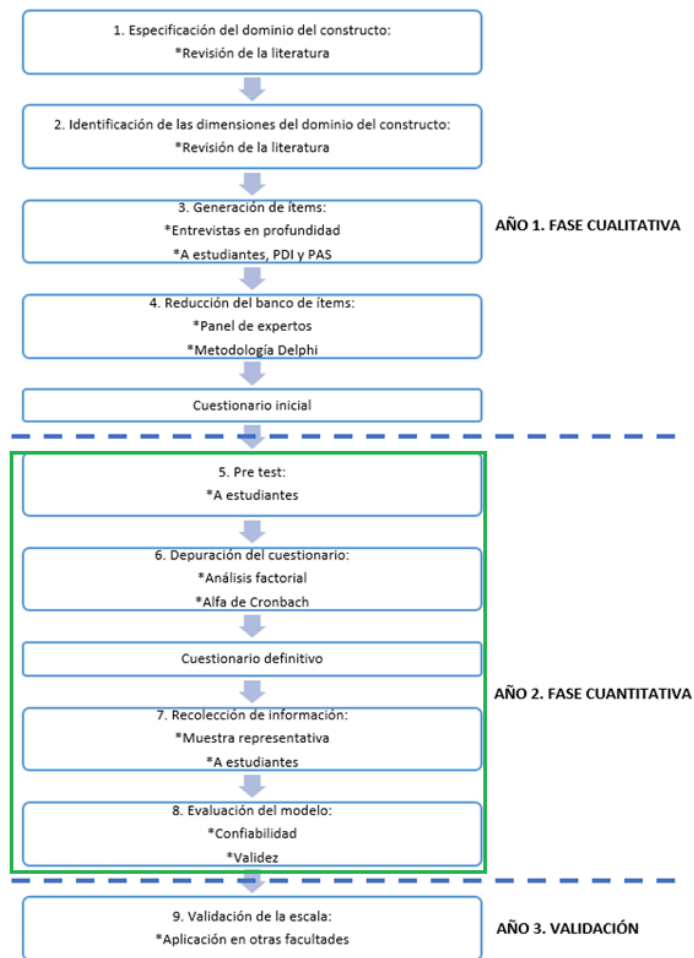 1. Especificación del dominio del constructo:
*Revisión de la literatura
2. Identificación de las dimensiones del dominio del constructo:
*Revisión de la literatura
3. Generación de ítems:
*Entrevistas en profundidad
*A estudiantes, PDI y PAS
AÑO 1. FASE CUALITATIVA
4. Reducción del banco de ítems:
*Panel de expertos
*Metodología Delphi
Cuestionario inicial
5. Pre test:
*A estudiantes
6. Depuración del cuestionario:
*Análisis factorial
*Alfa de Cronbach
Cuestionario definitivo
AÑO 2. FASE CUANTITATIVA
7. Recolección de información:
*Muestra representativa
*A estudiantes
8. Evaluación del modelo:
*Confiabilidad
*Validez
9. Validación de la escala:
*Aplicación en otras facultades
AÑO 3. VALIDACIÓN